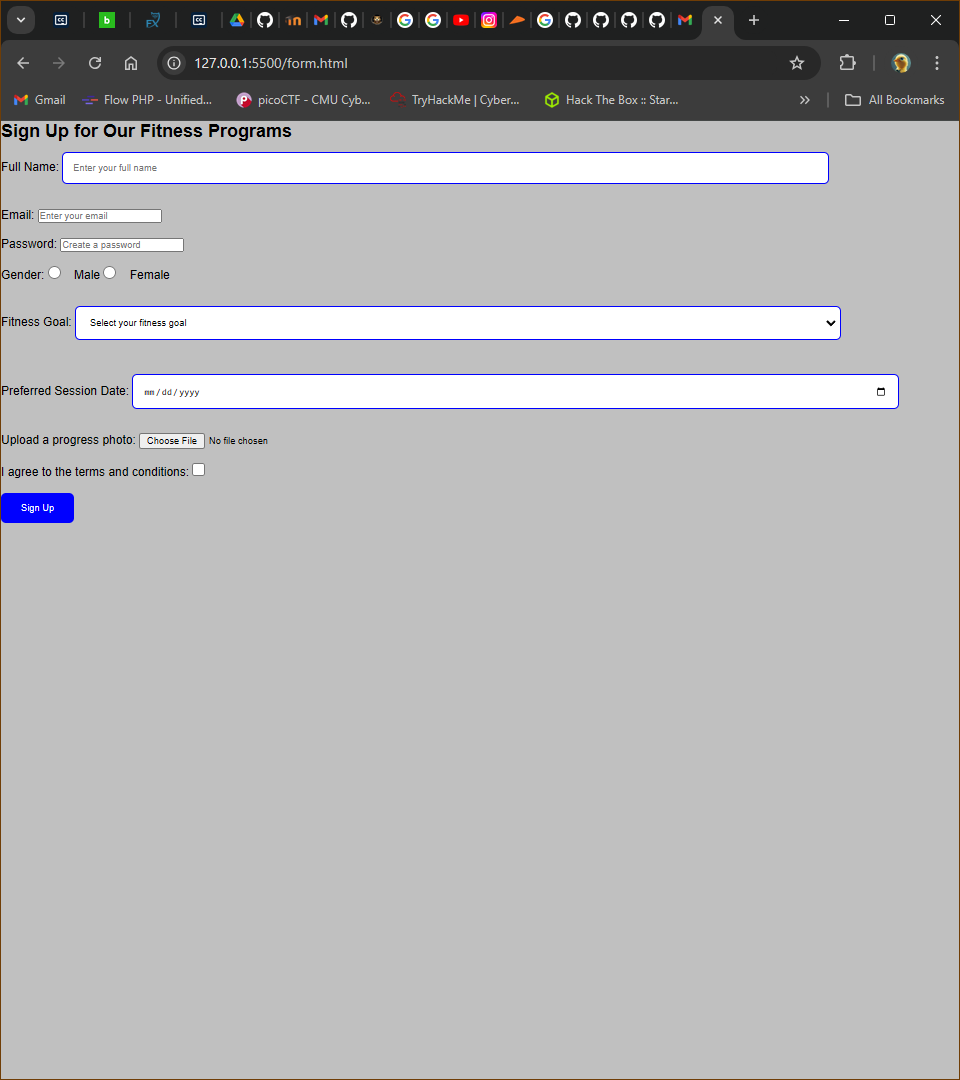 127.0.0.1:5500/form.html
Gmail
Flow PHP - Unified...
picoCTF - CMU Cyb...
TryHackMe | Cyber...
Hack The Box :: Star...
All Bookmarks
Sign Up for Our Fitness Programs
Full Name: Enter your full name
Email: Enter your email
Password: Create a password
Gender: Male Female
Fitness Goal: Select your fitness goal
Preferred Session Date: mm/dd/yyyy
Upload a progress photo: Choose File No file chosen
I agree to the terms and conditions:
Sign Up